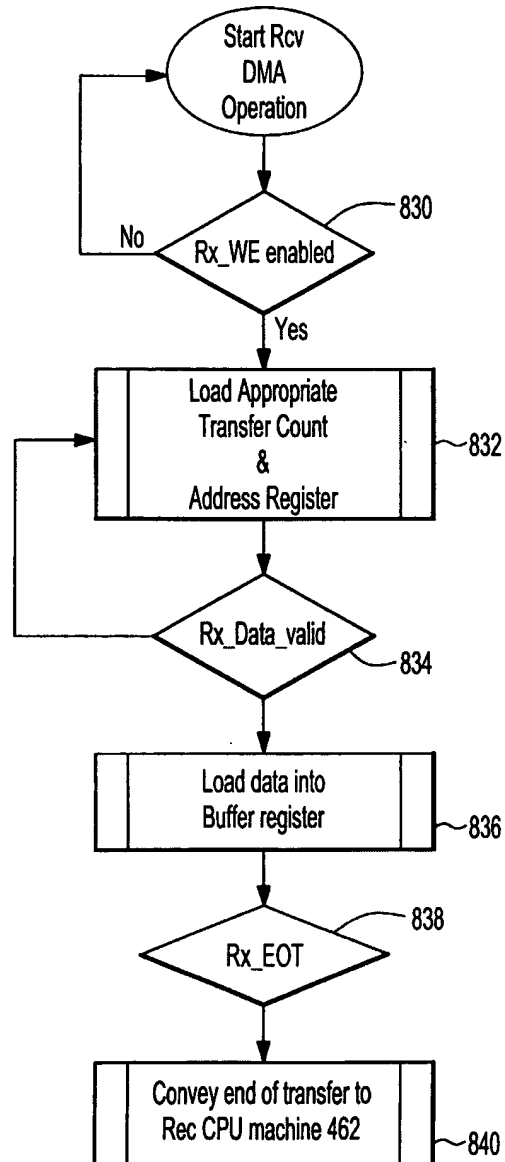 Start Rcv
DMA
Operation
830
No
Rx_WE enabled
Yes
Load Appropriate
Transfer Count
&
Address Register
832
Rx_Data_valid
834
Load data into
Buffer register
836
838
Rx_EOT
Convey end of transfer to
Rec CPU machine 462
840